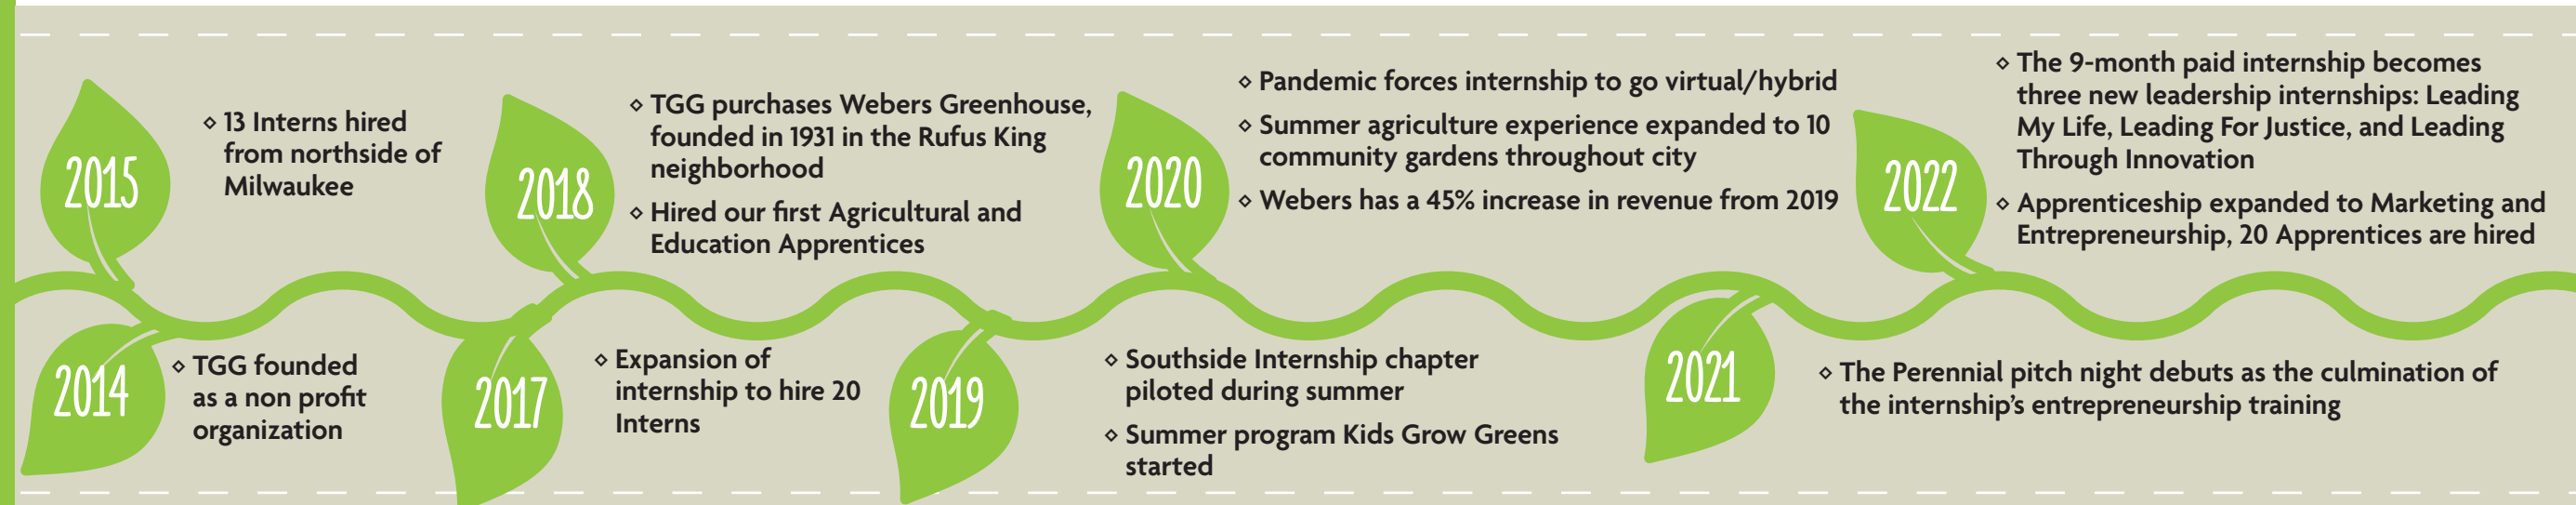 2015
◇ 13 Interns hired
from northside of
Milwaukee
2014
◇ TGG founded
as a non profit
organization
2018
◇ TGG purchases Webers Greenhouse,
founded in 1931 in the Rufus King
neighborhood
◇ Hired our first Agricultural and
Education Apprentices
2017
◇ Expansion of
internship to hire 20
Interns
2020
◇ Pandemic forces internship to go virtual/hybrid
◇ Summer agriculture experience expanded to 10
community gardens throughout city
◇ Webers has a 45% increase in revenue from 2019
2019
◇ Southside Internship chapter
piloted during summer
◇ Summer program Kids Grow Greens
started
2022
◇ The 9-month paid internship becomes
three new leadership internships: Leading
My Life, Leading For Justice, and Leading
Through Innovation
◇ Apprenticeship expanded to Marketing and
Entrepreneurship, 20 Apprentices are hired
2021
◇ The Perennial pitch night debuts as the culmination of
the internship’s entrepreneurship training